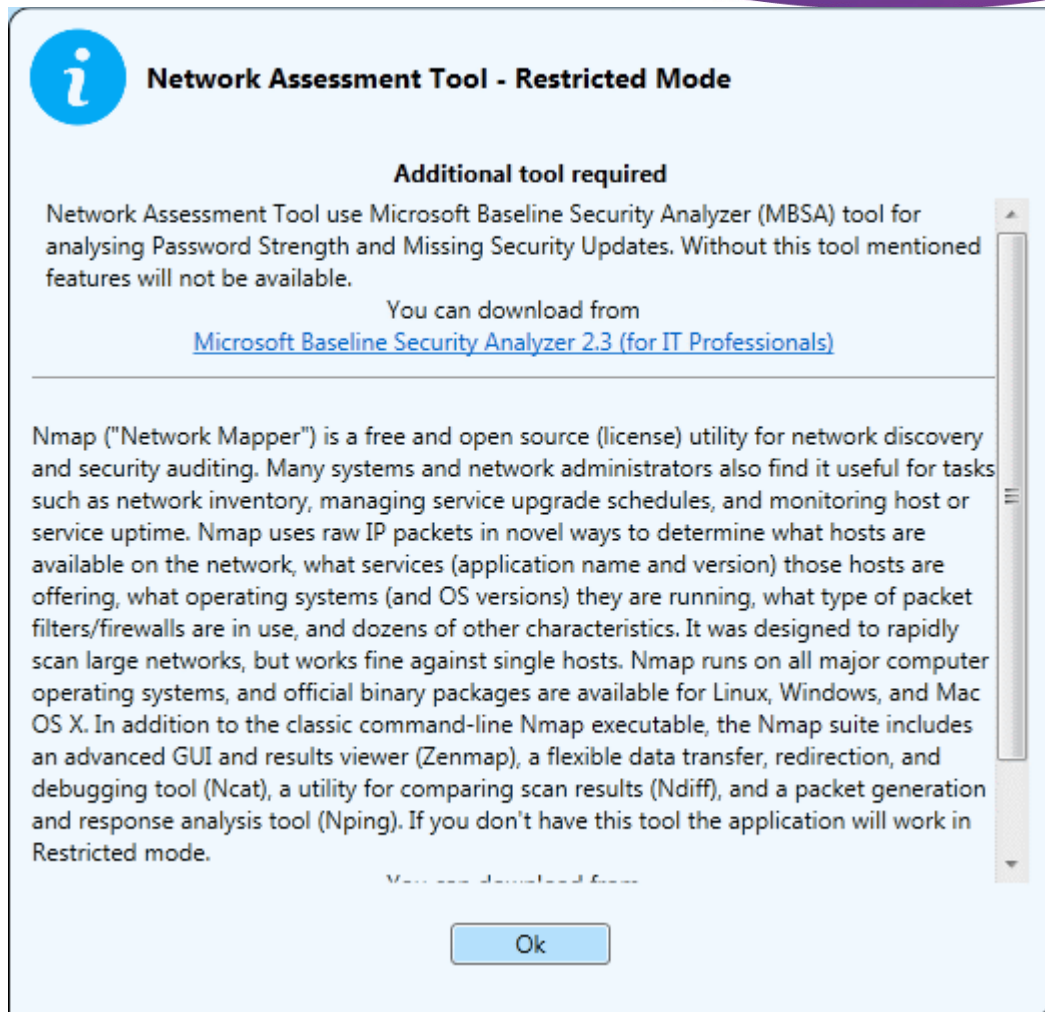 Network Assessment Tool - Restricted Mode
Additional tool required
Network Assessment Tool use Microsoft Baseline Security Analyzer (MBSA) tool for
analysing Password Strength and Missing Security Updates. Without this tool mentioned
features will not be available.
You can download from
Microsoft Baseline Security Analyzer 2.3 (for IT Professionals)
Nmap ("Network Mapper") is a free and open source (license) utility for network discovery
and security auditing. Many systems and network administrators also find it useful for tasks
such as network inventory, managing service upgrade schedules, and monitoring host or
service uptime. Nmap uses raw IP packets in novel ways to determine what hosts are
available on the network, what services (application name and version) those hosts are
offering, what operating systems (and OS versions) they are running, what type of packet
filters/firewalls are in use, and dozens of other characteristics. It was designed to rapidly
scan large networks, but works fine against single hosts. Nmap runs on all major computer
operating systems, and official binary packages are available for Linux, Windows, and Mac
OS X. In addition to the classic command-line Nmap executable, the Nmap suite includes
an advanced GUI and results viewer (Zenmap), a flexible data transfer, redirection, and
debugging tool (Ncat), a utility for comparing scan results (Ndiff), and a packet generation
and response analysis tool (Nping). If you don't have this tool the application will work in
Restricted mode.
You can download from
Ok